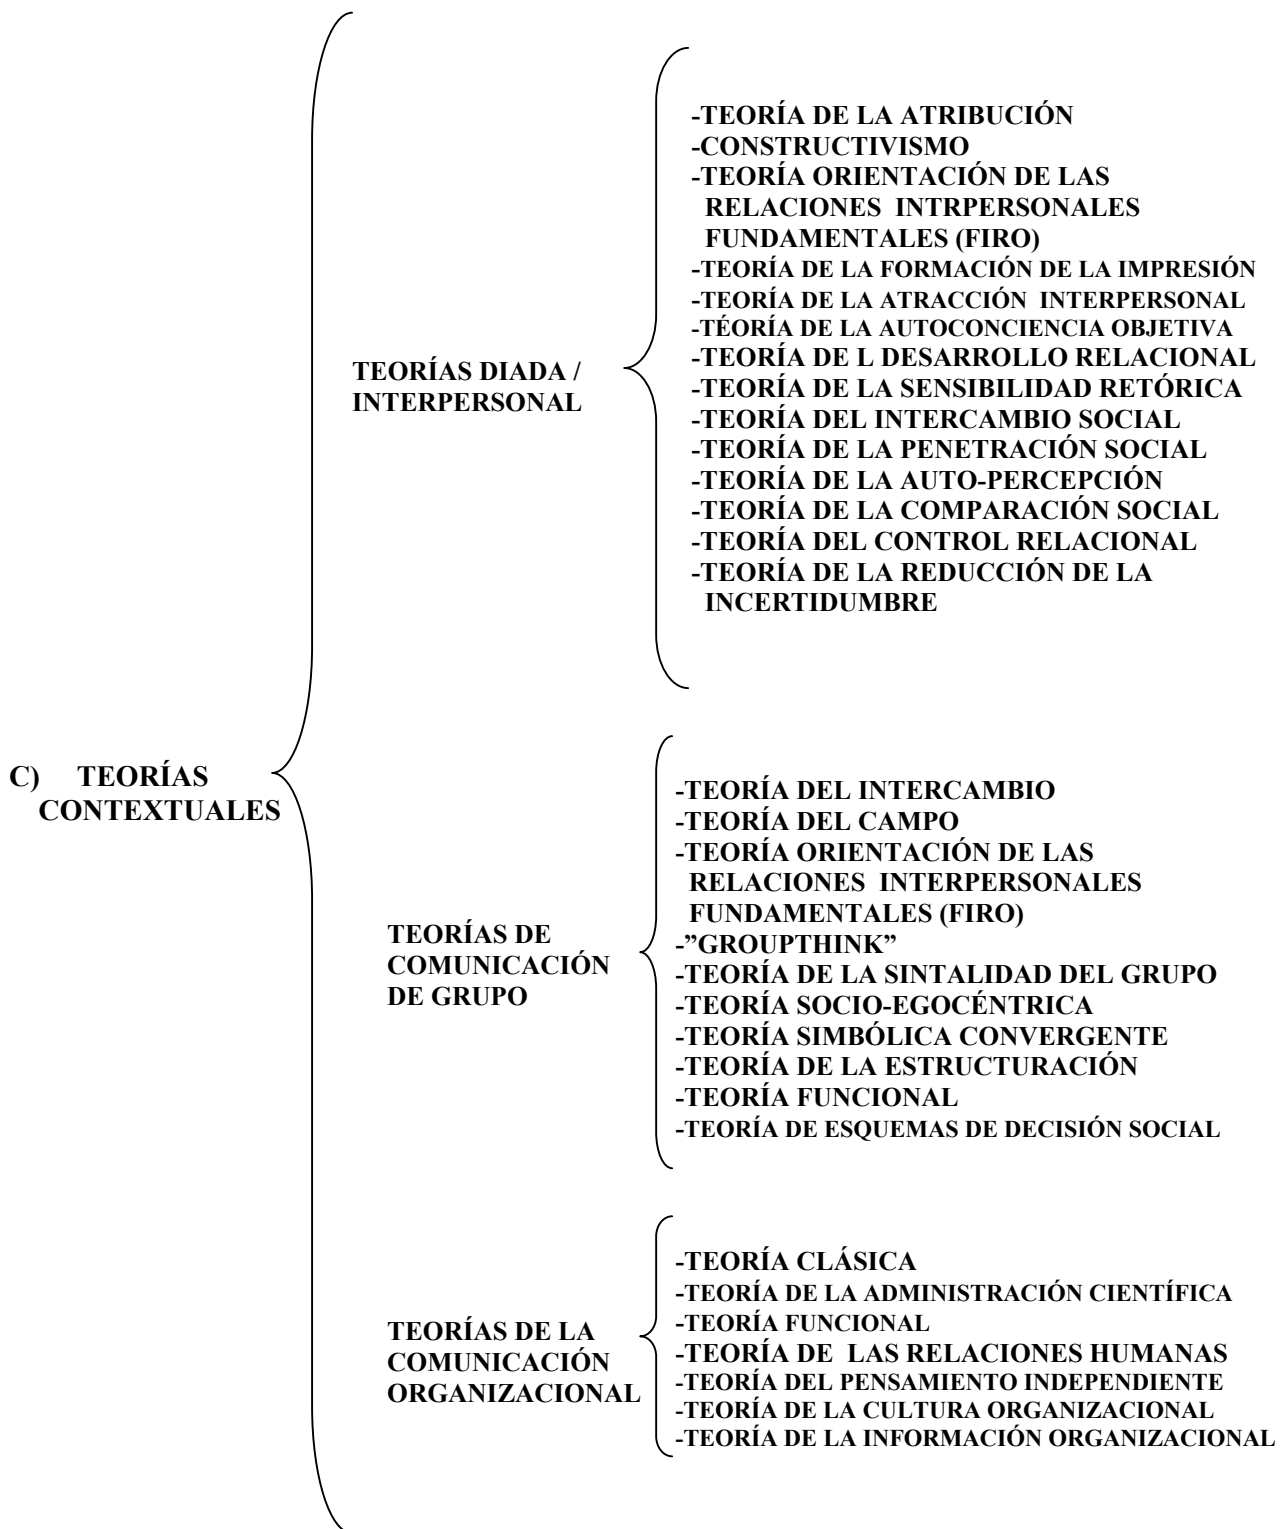 -TEORÍA DE LA ATRIBUCIÓN
-CONSTRUCTIVISMO
-TEORÍA ORIENTACIÓN DE LAS
RELACIONES INTRPERSONALES
FUNDAMENTALES (FIRO)
-TEORÍA DE LA FORMACIÓN DE LA IMPRESIÓN
-TEORÍA DE LA ATRACCIÓN INTERPERSONAL
-TÉORÍA DE LA AUTOCONCIENCIA OBJETIVA
-TEORÍA DE L DESARROLLO RELACIONAL
-TEORÍA DE LA SENSIBILIDAD RETÓRICA
-TEORÍA DEL INTERCAMBIO SOCIAL
-TEORÍA DE LA PENETRACIÓN SOCIAL
-TEORÍA DE LA AUTO-PERCEPCIÓN
-TEORÍA DE LA COMPARACIÓN SOCIAL
-TEORÍA DEL CONTROL RELACIONAL
-TEORÍA DE LA REDUCCIÓN DE LA
INCERTIDUMBRE
TEORÍAS DIADA /
INTERPERSONAL
C) TEORÍAS
CONTEXTUALES
-TEORÍA DEL INTERCAMBIO
-TEORÍA DEL CAMPO
-TEORÍA ORIENTACIÓN DE LAS
RELACIONES INTERPERSONALES
FUNDAMENTALES (FIRO)
-”GROUPTHINK”
-TEORÍA DE LA SINTALIDAD DEL GRUPO
-TEORÍA SOCIO-EGOCÉNTRICA
-TEORÍA SIMBÓLICA CONVERGENTE
-TEORÍA DE LA ESTRUCTURACIÓN
-TEORÍA FUNCIONAL
-TEORÍA DE ESQUEMAS DE DECISIÓN SOCIAL
TEORÍAS DE
COMUNICACIÓN
DE GRUPO
-TEORÍA CLÁSICA
-TEORÍA DE LA ADMINISTRACIÓN CIENTÍFICA
-TEORÍA FUNCIONAL
-TEORÍA DE LAS RELACIONES HUMANAS
-TEORÍA DEL PENSAMIENTO INDEPENDIENTE
-TEORÍA DE LA CULTURA ORGANIZACIONAL
-TEORÍA DE LA INFORMACIÓN ORGANIZACIONAL
TEORÍAS DE LA
COMUNICACIÓN
ORGANIZACIONAL